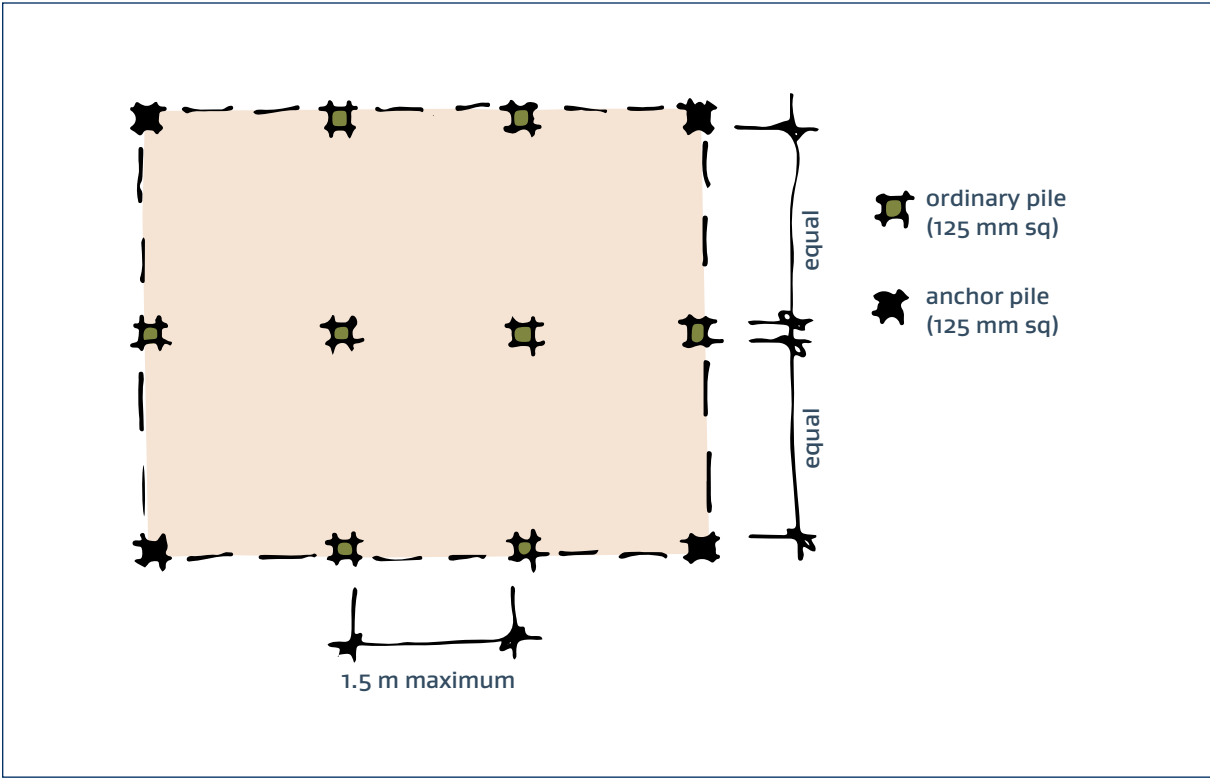 ordinary pile
(125 mm sq)
anchor pile
(125 mm sq)
equal
equal
1.5 m maximum